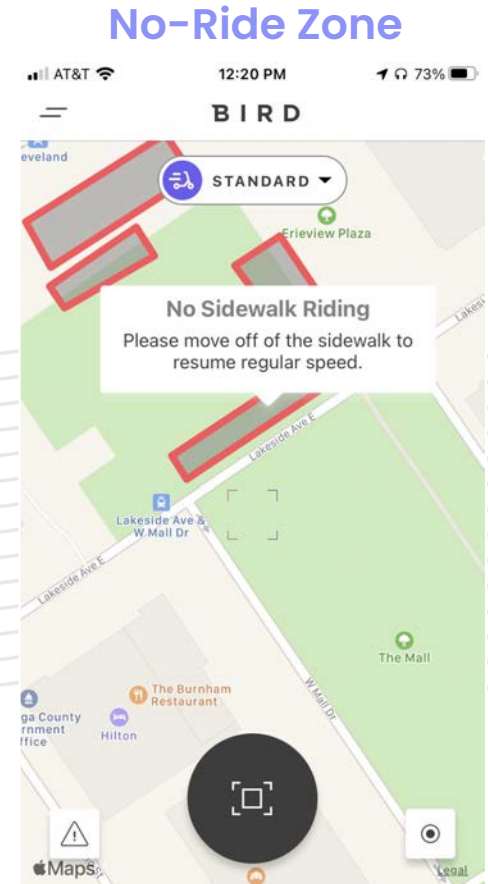 No-Ride Zone
AT&T
12:20 PM
73%
BIRD
eveland
STANDARD
Erieview Plaza
No Sidewalk Riding
Please move off of the sidewalk to
resume regular speed.
Lakesi
Lakeside Ave E
Lakeside Ave &
W Mall Dr
Lakeside Ave E
The Mall
W Mall Dr
The Burnham
Restaurant
ga County
rnment
ffice
Hilton
Maps
Legal